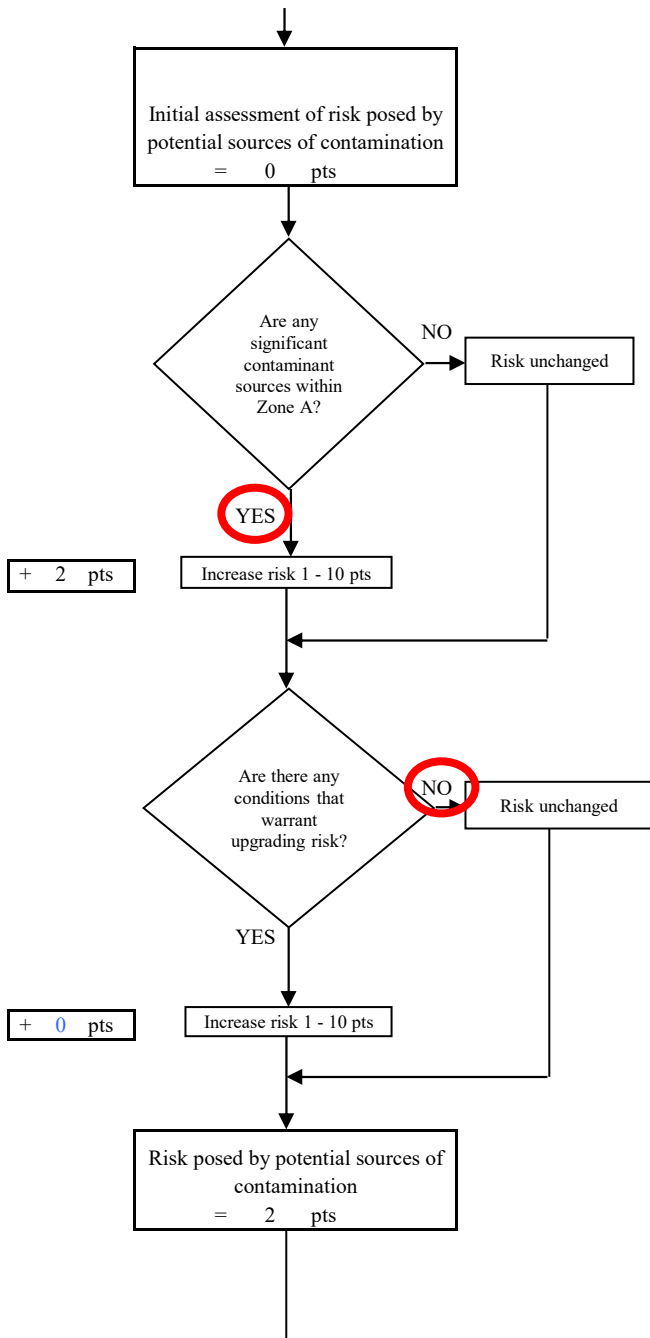 Initial assessment of risk posed by
potential sources of contamination
= 0 pts
Are any
significant
contaminant
sources within
Zone A?
NO
Risk unchanged
YES
+ 2 pts
Increase risk 1 - 10 pts
Are there any
conditions that
warrant
upgrading risk?
NO
Risk unchanged
YES
+ 0 pts
Increase risk 1 - 10 pts
Risk posed by potential sources of
contamination
= 2 pts